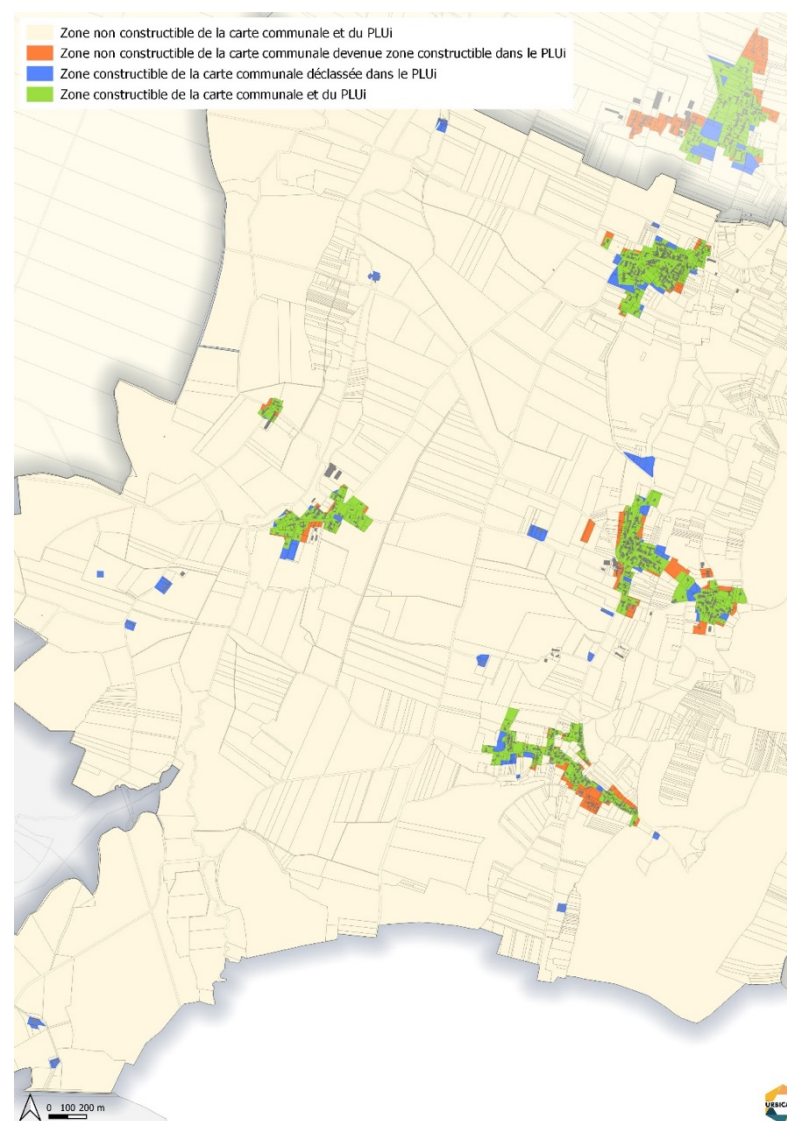 Zone non constructible de la carte communale et du PLUi
Zone non constructible de la carte communale devenue zone constructible dans le PLUi
Zone constructible de la carte communale déclassée dans le PLUi
Zone constructible de la carte communale et du PLUi
0 100 200 m
URBICA